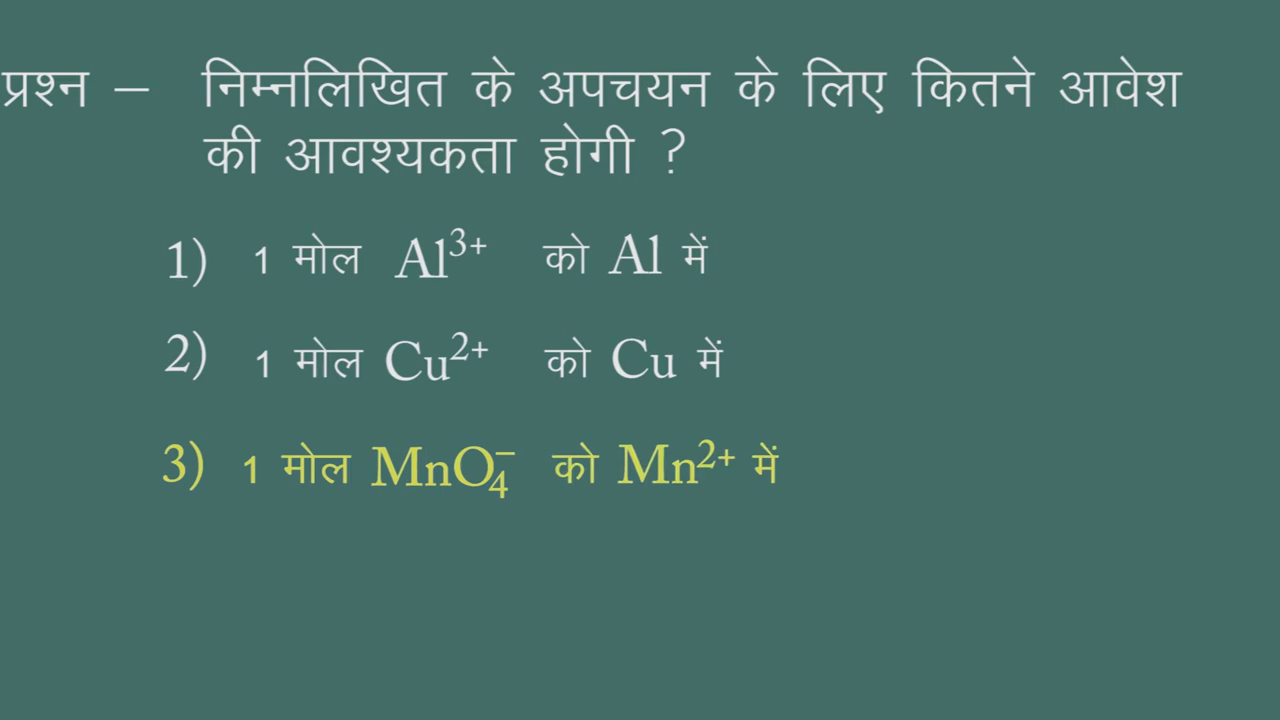 प्रश्न – निम्नलिखित के अपचयन के लिए कितने आवेश
की आवश्यकता होगी ?
1) 1 मोल Al³⁺ को Al में
2) 1 मोल Cu²⁺ को Cu में
3) 1 मोल MnO₄⁻ को Mn²⁺ में